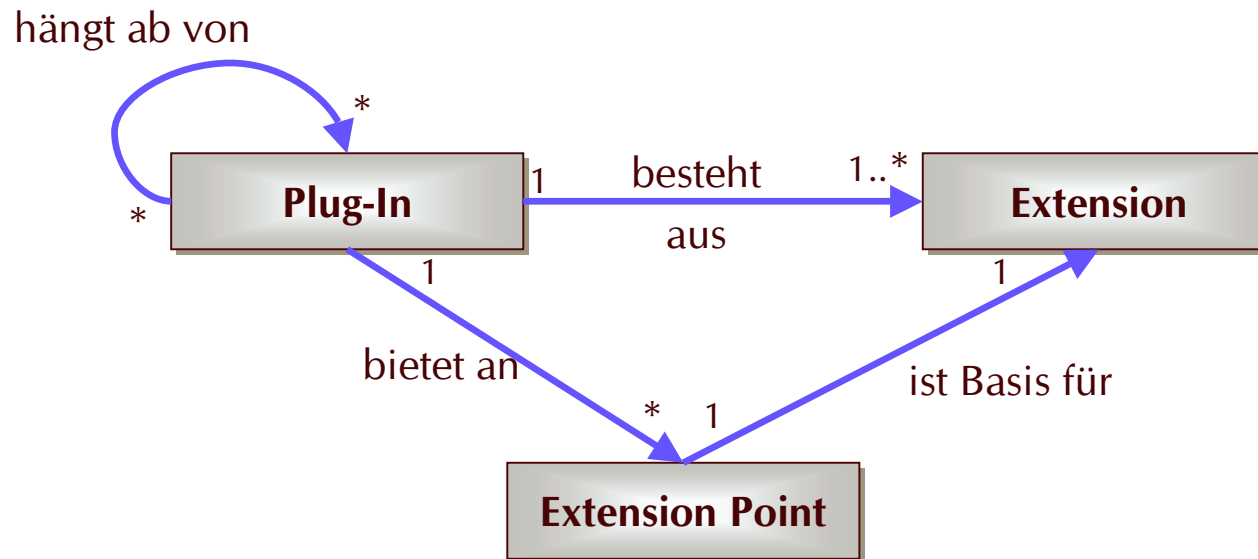 hängt ab von
*
*
Plug-In
1
besteht
aus
1..*
Extension
1
bietet an
*
1
ist Basis für
1
Extension Point